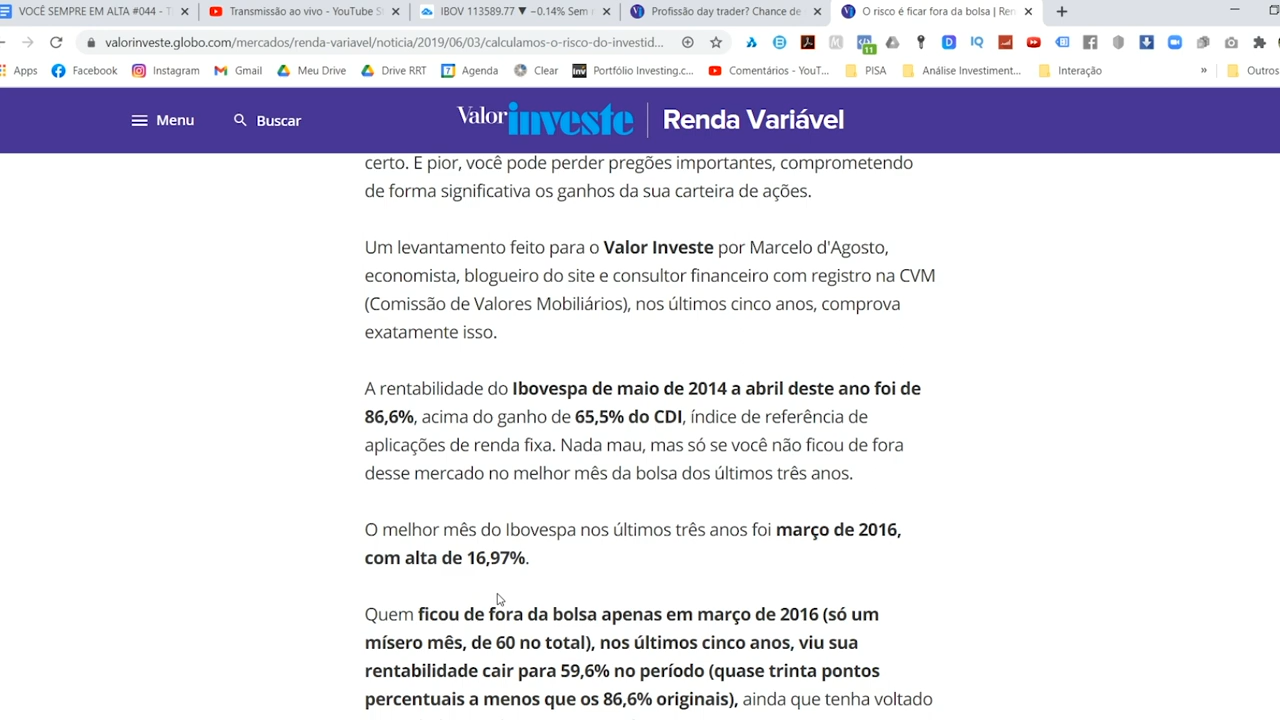 VOCÊ SEMPRE EM ALTA #044 - T
Transmissão ao vivo - YouTube S
IBOV 113589.77 ▼ −0.14% Sem
Profissão day trader? Chance de
O risco é ficar fora da bolsa | Ren
valorinveste.globo.com/mercados/renda-variavel/noticia/2019/06/03/calculamos-o-risco-do-investid...
Apps Facebook Instagram Gmail Meu Drive Drive RRT Agenda Clear Portfólio Investing.c... Comentários - YouT... PISA Análise Investiment... Interação » Outros
Menu Buscar Valor investe Renda Variável
certo. E pior, você pode perder pregões importantes, comprometendo
de forma significativa os ganhos da sua carteira de ações.
Um levantamento feito para o Valor Investe por Marcelo d'Agosto,
economista, blogueiro do site e consultor financeiro com registro na CVM
(Comissão de Valores Mobiliários), nos últimos cinco anos, comprova
exatamente isso.
A rentabilidade do Ibovespa de maio de 2014 a abril deste ano foi de
86,6%, acima do ganho de 65,5% do CDI, índice de referência de
aplicações de renda fixa. Nada mau, mas só se você não ficou de fora
desse mercado no melhor mês da bolsa dos últimos três anos.
O melhor mês do Ibovespa nos últimos três anos foi março de 2016,
com alta de 16,97%.
Quem ficou de fora da bolsa apenas em março de 2016 (só um
mísero mês, de 60 no total), nos últimos cinco anos, viu sua
rentabilidade cair para 59,6% no período (quase trinta pontos
percentuais a menos que os 86,6% originais), ainda que tenha voltado